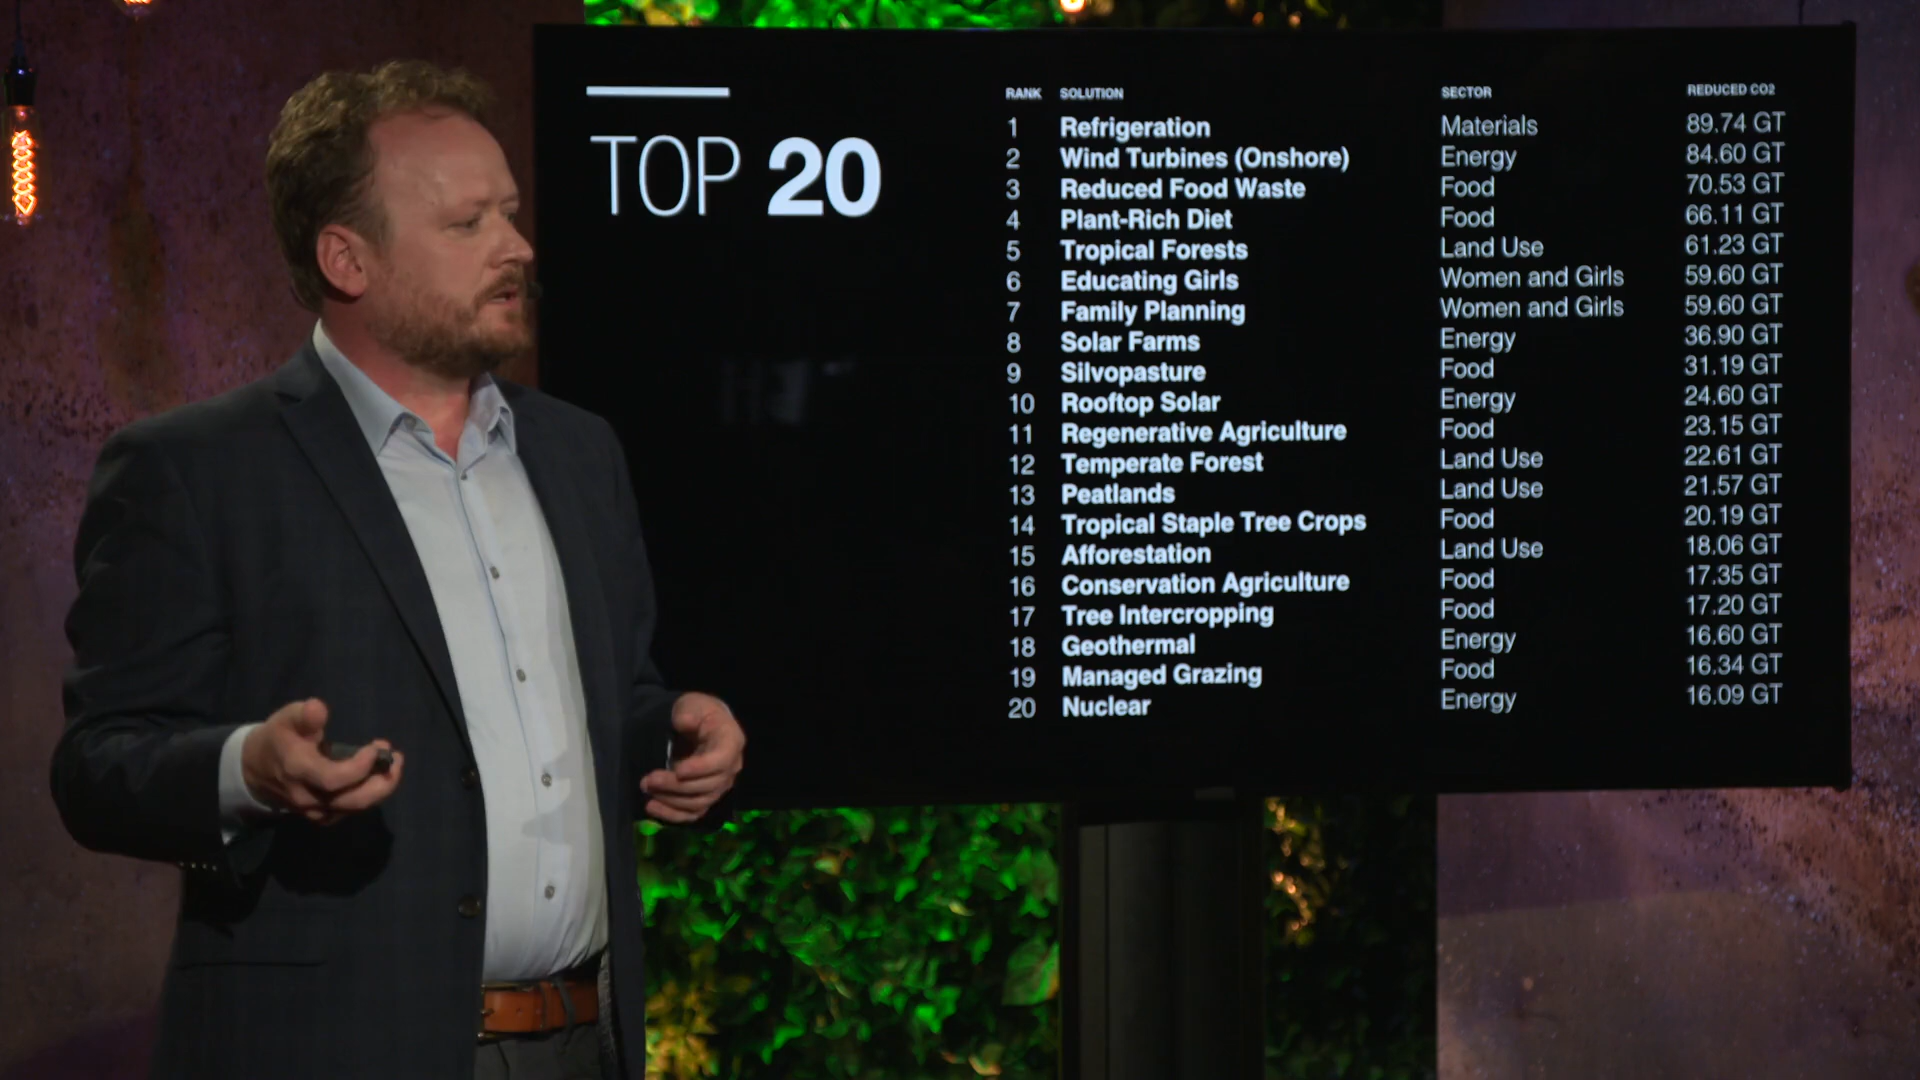 TOP 20
RANK SOLUTION SECTOR REDUCED CO2
1 Refrigeration Materials 89.74 GT
2 Wind Turbines (Onshore) Energy 84.60 GT
3 Reduced Food Waste Food 70.53 GT
4 Plant-Rich Diet Food 66.11 GT
5 Tropical Forests Land Use 61.23 GT
6 Educating Girls Women and Girls 59.60 GT
7 Family Planning Women and Girls 59.60 GT
8 Solar Farms Energy 36.90 GT
9 Silvopasture Food 31.19 GT
10 Rooftop Solar Energy 24.60 GT
11 Regenerative Agriculture Food 23.15 GT
12 Temperate Forest Land Use 22.61 GT
13 Peatlands Land Use 21.57 GT
14 Tropical Staple Tree Crops Food 20.19 GT
15 Afforestation Land Use 18.06 GT
16 Conservation Agriculture Food 17.35 GT
17 Tree Intercropping Food 17.20 GT
18 Geothermal Energy 16.60 GT
19 Managed Grazing Food 16.34 GT
20 Nuclear Energy 16.09 GT